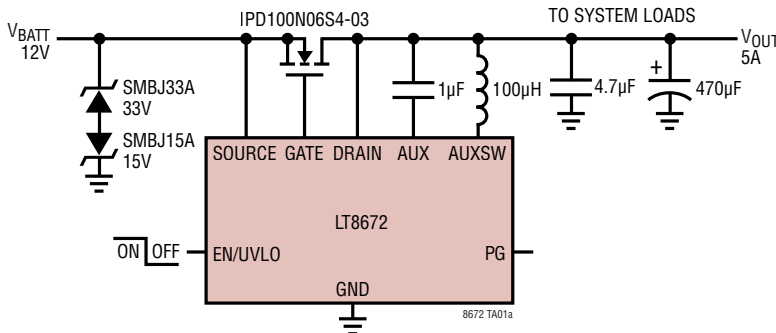 IPD100N06S4-03
TO SYSTEM LOADS
VBATT
12V
VOUT
5A
SMBJ33A
33V
SMBJ15A
15V
1µF
100µH
4.7µF
+
470µF
SOURCE GATE DRAIN AUX AUXSW
LT8672
ON OFF
EN/UVLO
PG
GND
8672 TA01a